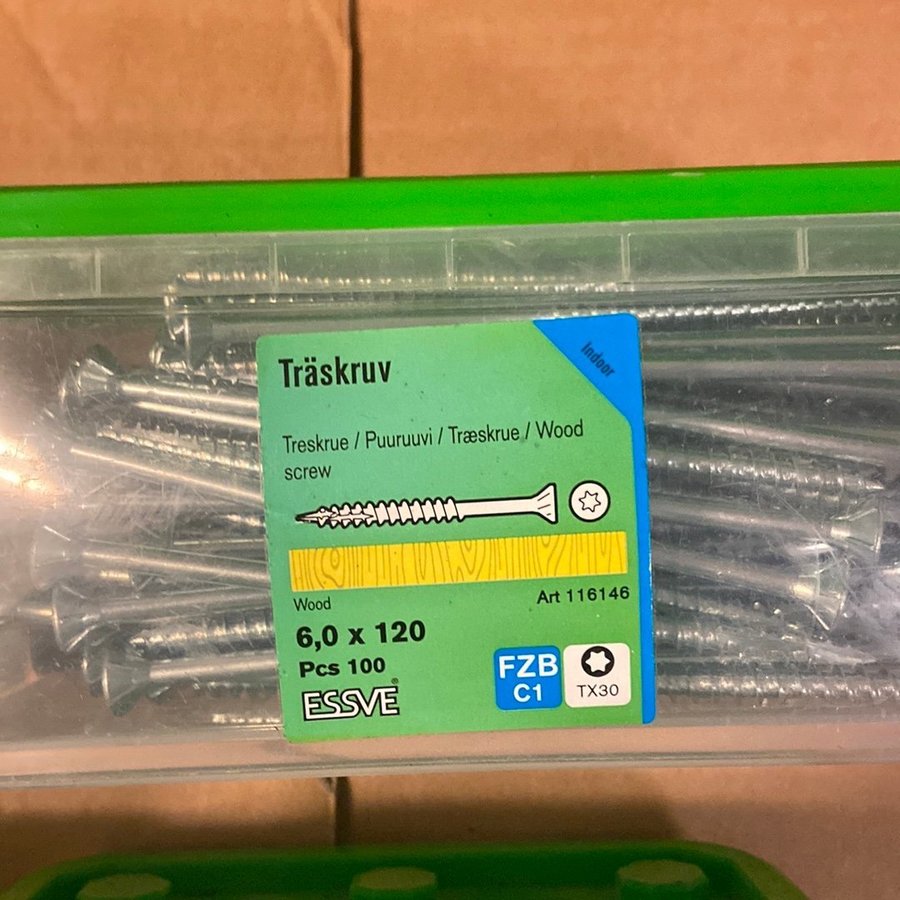 Träskruv
Indoor
Treskrue / Puuruuvi / Træskrue / Wood
screw
Wood
Art 116146
6,0 x 120
Pcs 100
ESSVE®
FZB
C1
TX30